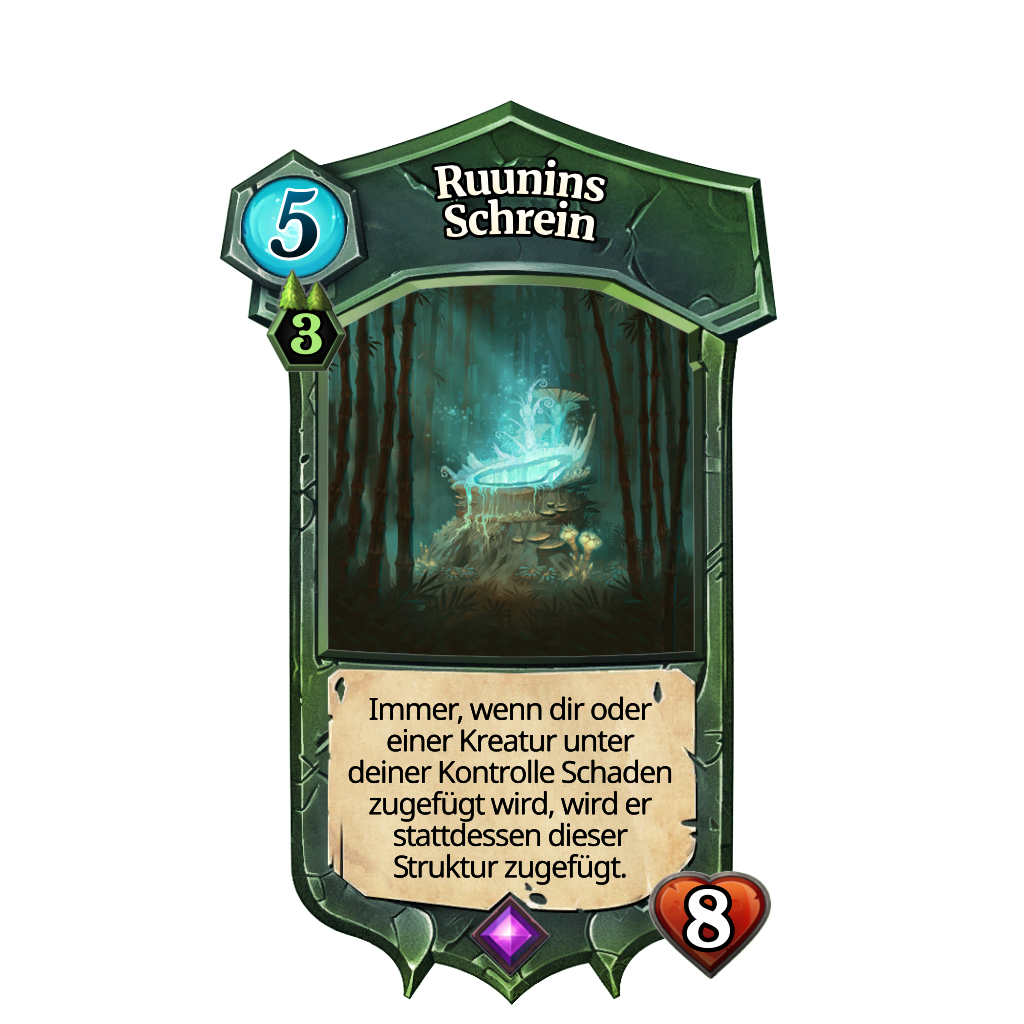 Ruunins
Schrein
5
3
Immer, wenn dir oder
einer Kreatur unter
deiner Kontrolle Schaden
zugefügt wird, wird er
stattdessen dieser
Struktur zugefügt.
8